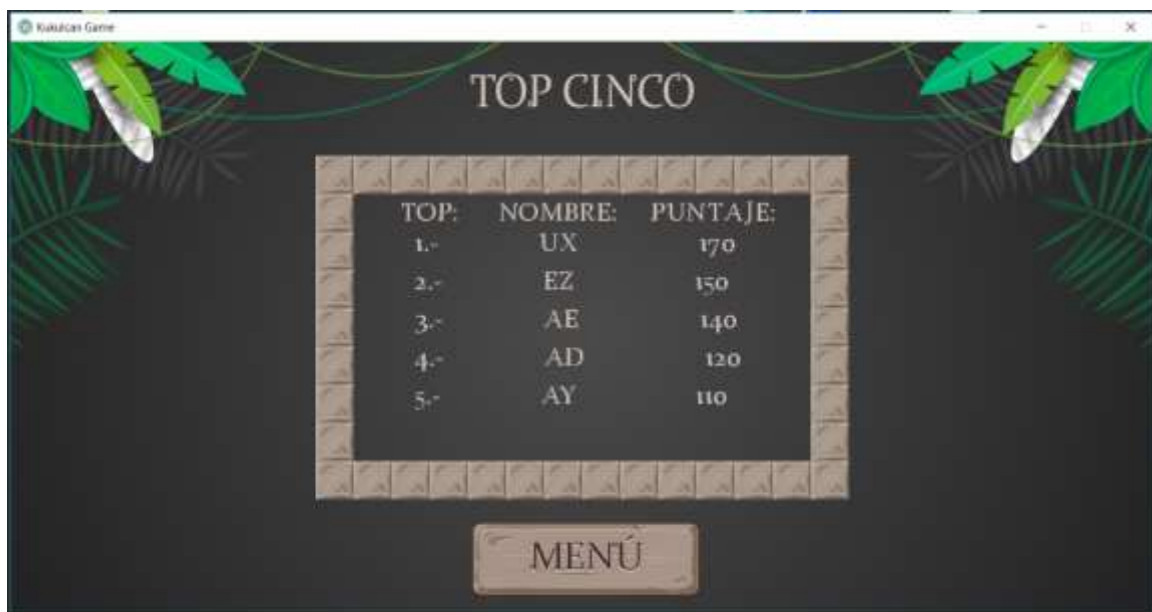 Kukulcan Game
TOP CINCO
TOP: NOMBRE: PUNTAJE:
1.- UX 170
2.- EZ 150
3.- AE 140
4.- AD 120
5.- AY 110
MENÚ